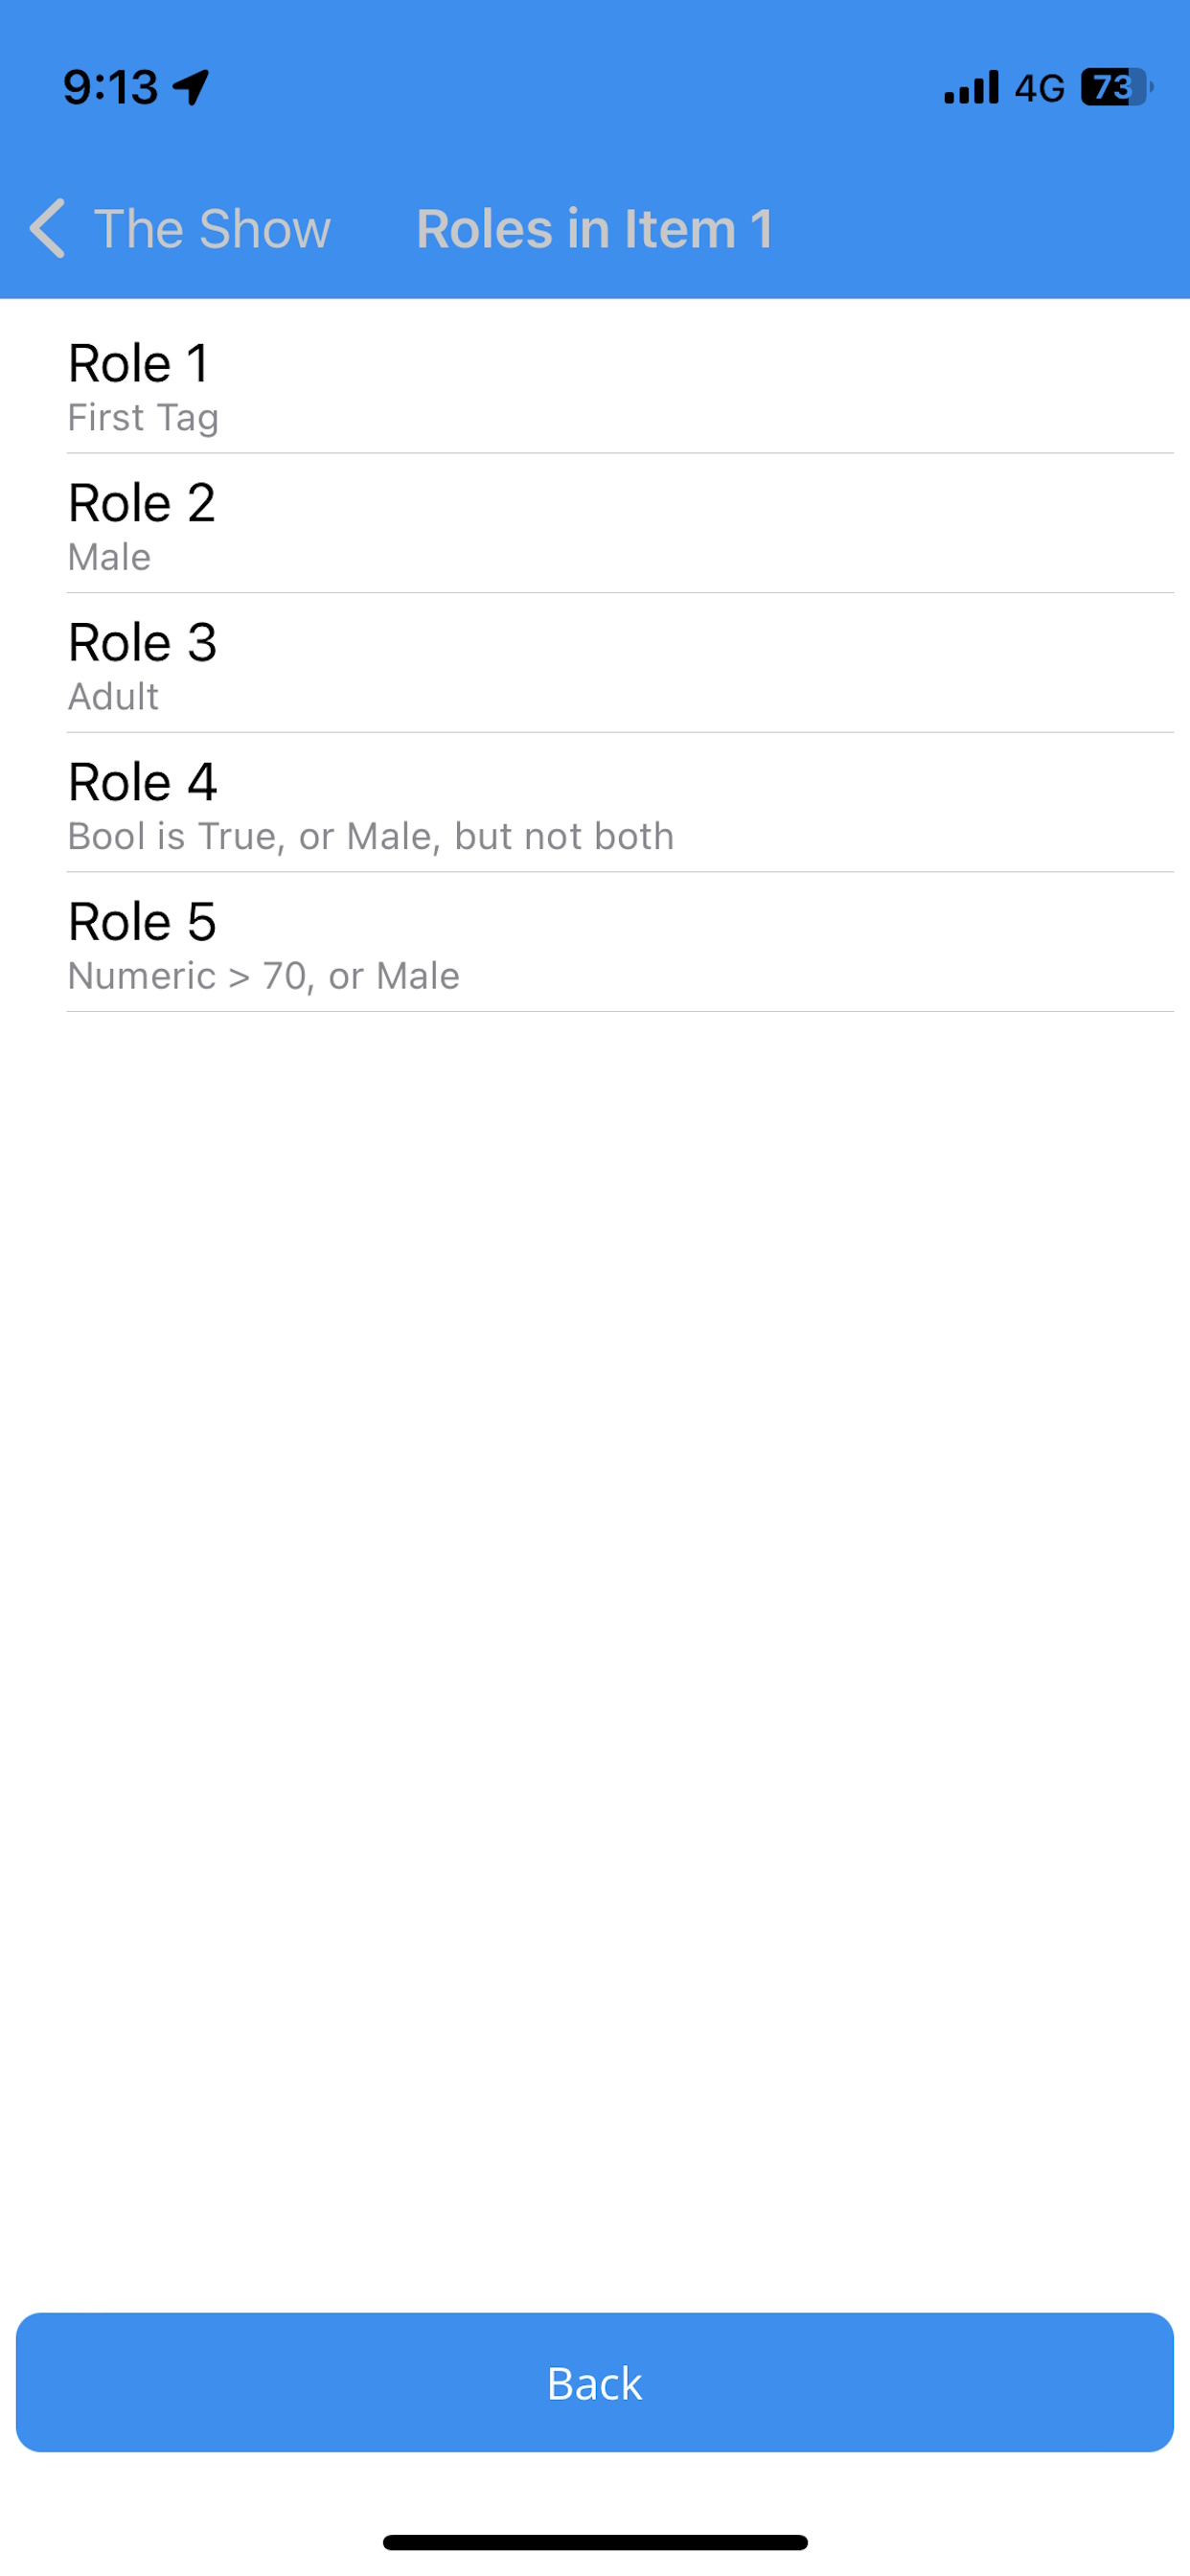 9:13 4G 73
The Show Roles in Item 1
Role 1
First Tag
Role 2
Male
Role 3
Adult
Role 4
Bool is True, or Male, but not both
Role 5
Numeric > 70, or Male
Back